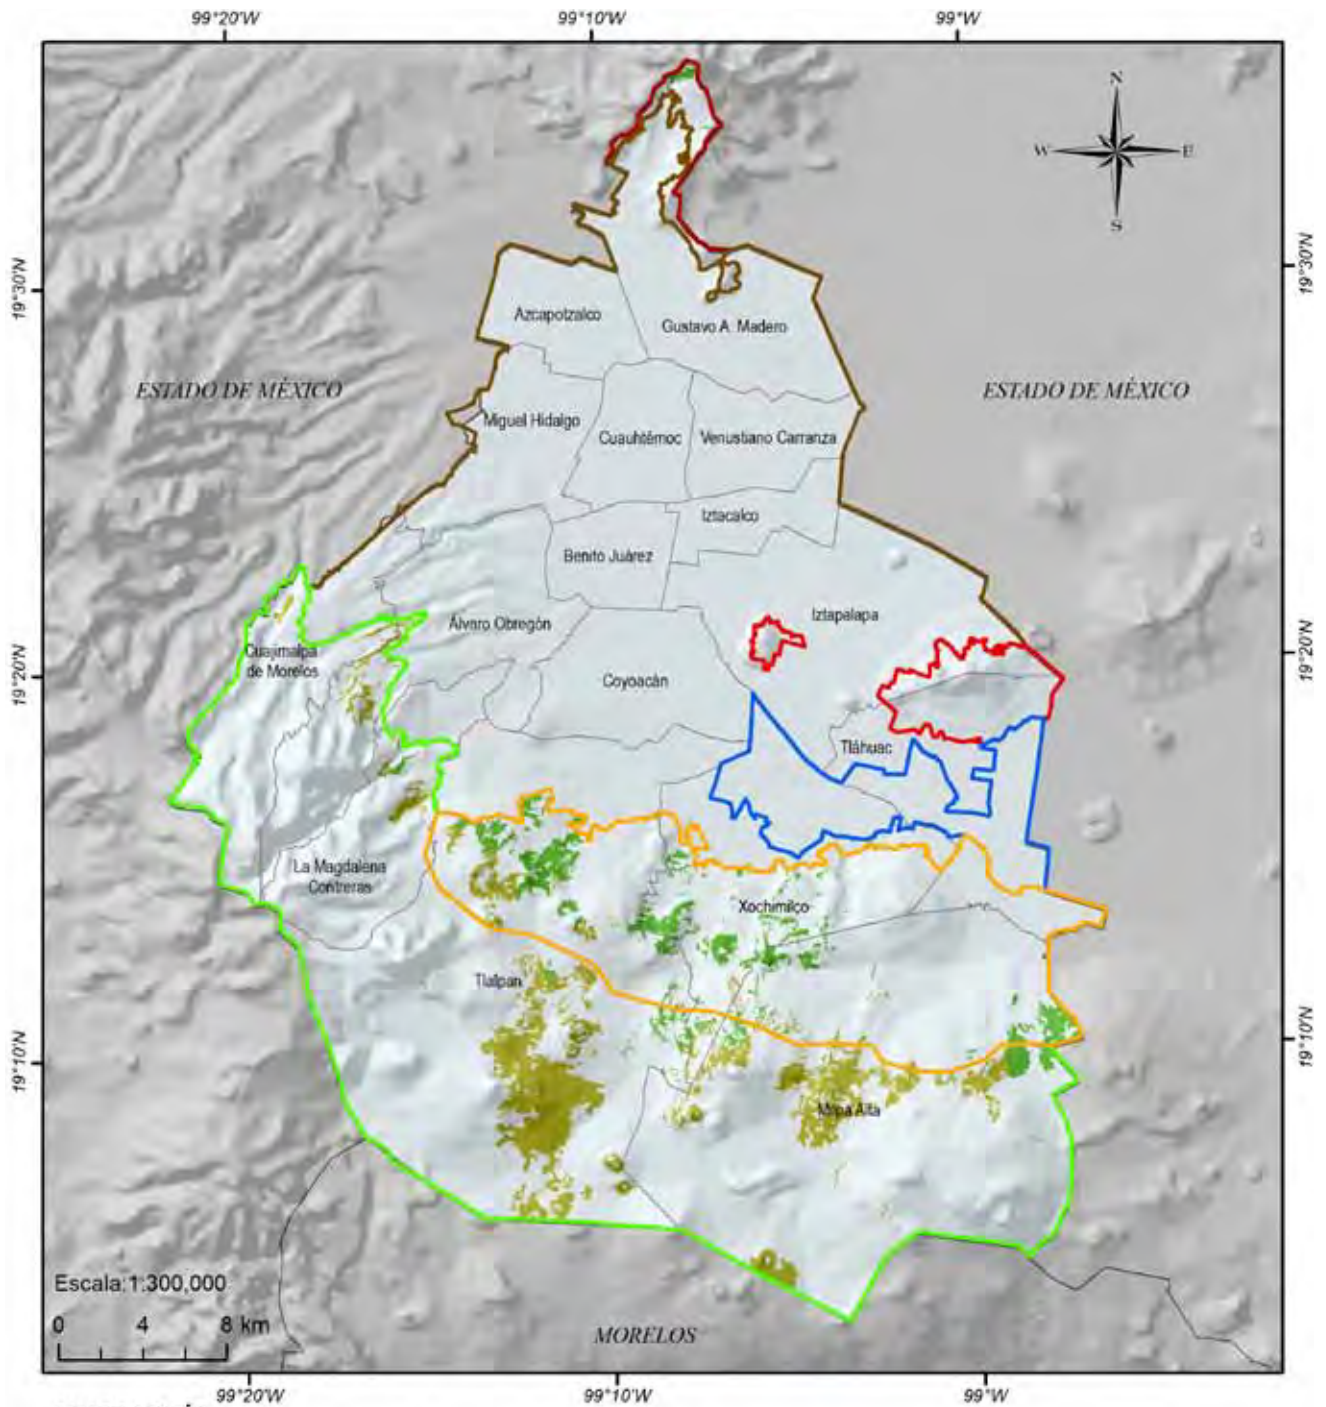 99°20'W 99°10'W 99°W
N
W E
S
19°30'N 19°30'N
Azcapotzalco
Gustavo A. Madero
ESTADO DE MÉXICO ESTADO DE MÉXICO
Miguel Hidalgo
Cuauhtémoc Venustiano Carranza
Iztacalco
Benito Juárez
Iztapalapa
Álvaro Obregón
Cuajimalpa
de Morelos
19°20'N 19°20'N
Coyoacán
Tláhuac
La Magdalena
Contreras
Xochimilco
Tlalpan
19°10'N 19°10'N
Milpa Alta
Escala:1:300,000
0 4 8 km
MORELOS
99°20'W 99°10'W 99°W